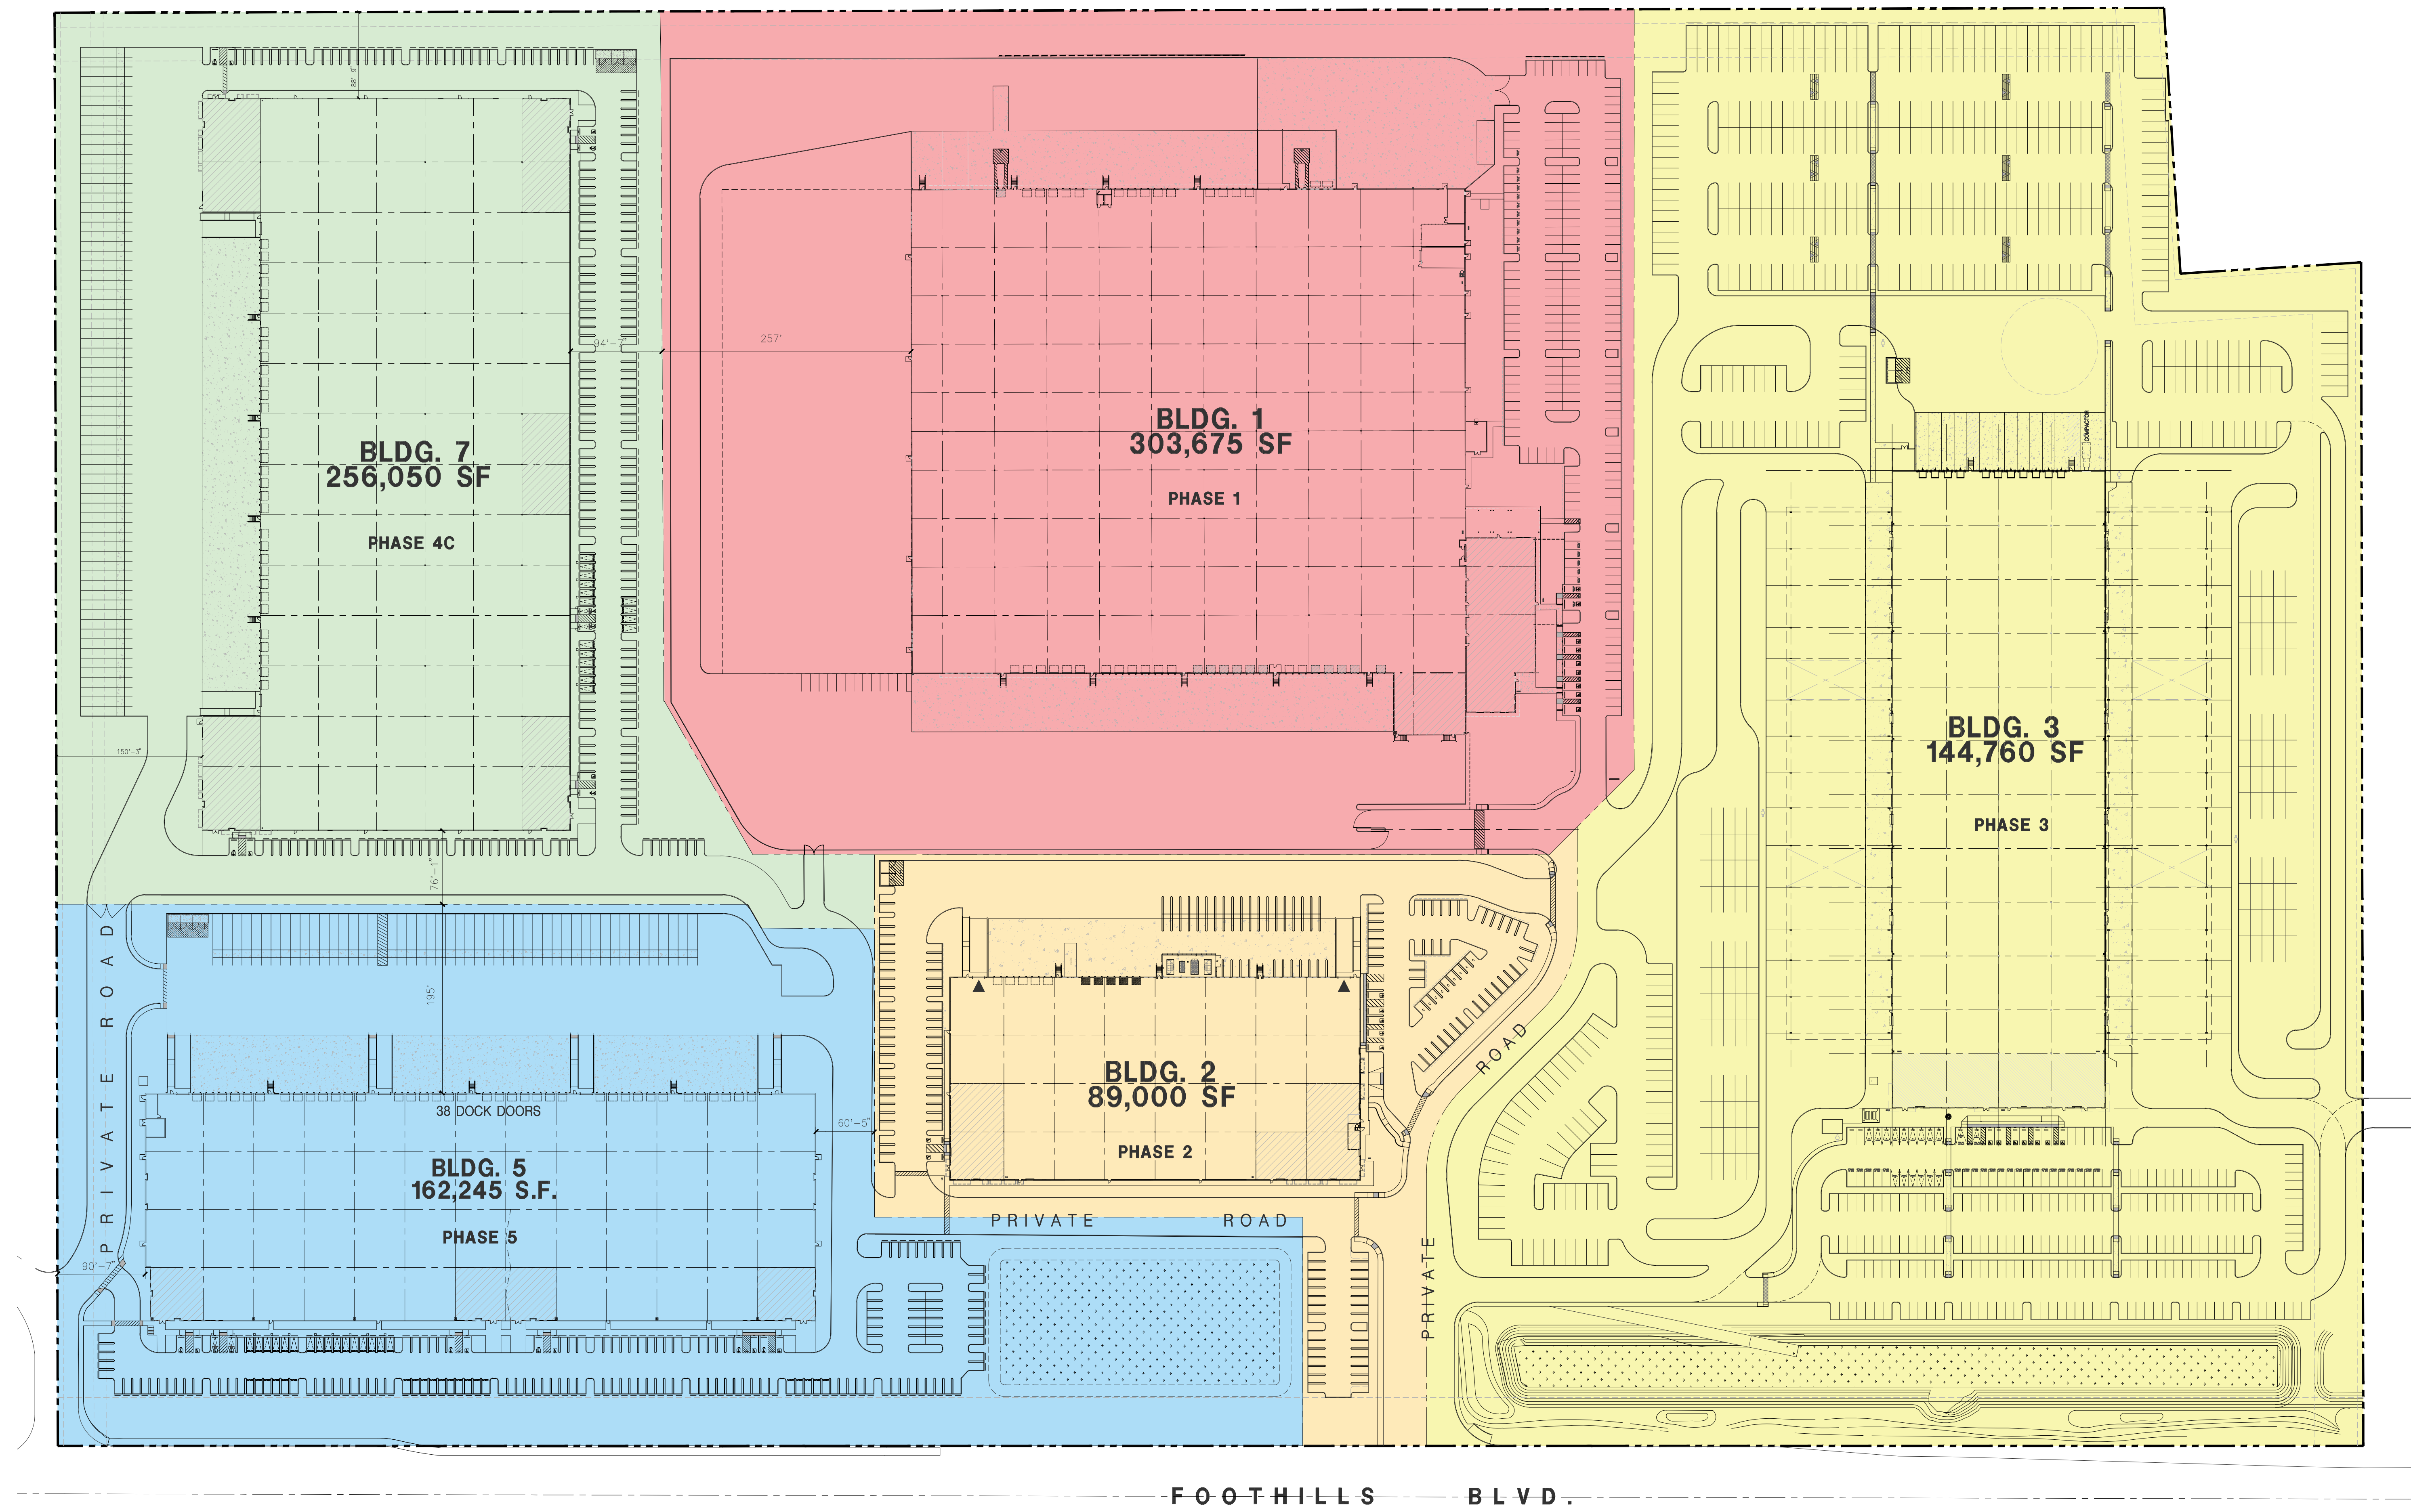 88'-9"
94'-7"
257'
BLDG. 7
256,050 SF
PHASE 4C
BLDG. 1
303,675 SF
PHASE 1
COMPACTOR
BLDG. 3
144,760 SF
PHASE 3
150'-3"
76'-1"
PRIVATE ROAD
195'
38 DOCK DOORS
BLDG. 5
162,245 S.F.
PHASE 5
60'-5"
90'-7"
BLDG. 2
89,000 SF
PHASE 2
PRIVATE ROAD
PRIVATE
ROAD
FOOTHILLS BLVD.